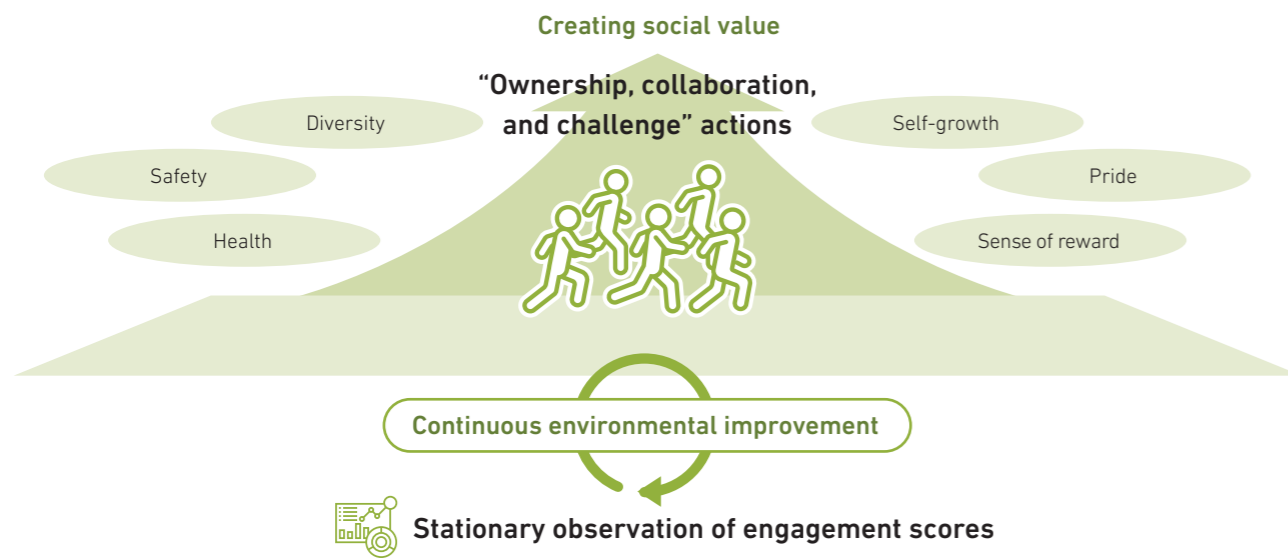 Creating social value
“Ownership, collaboration,
and challenge” actions
Diversity
Safety
Health
Self-growth
Pride
Sense of reward
Continuous environmental improvement
Stationary observation of engagement scores